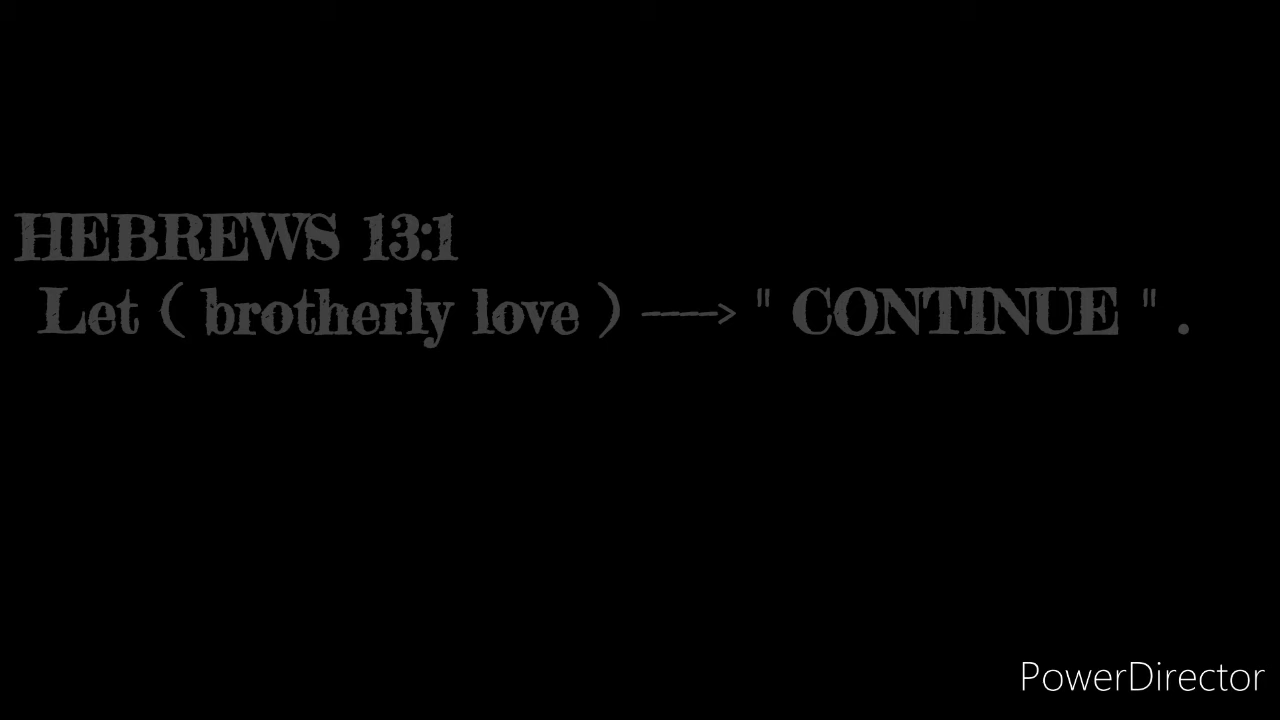 HEBREWS 13:1
Let ( brotherly love ) ----> " CONTINUE " .
PowerDirector